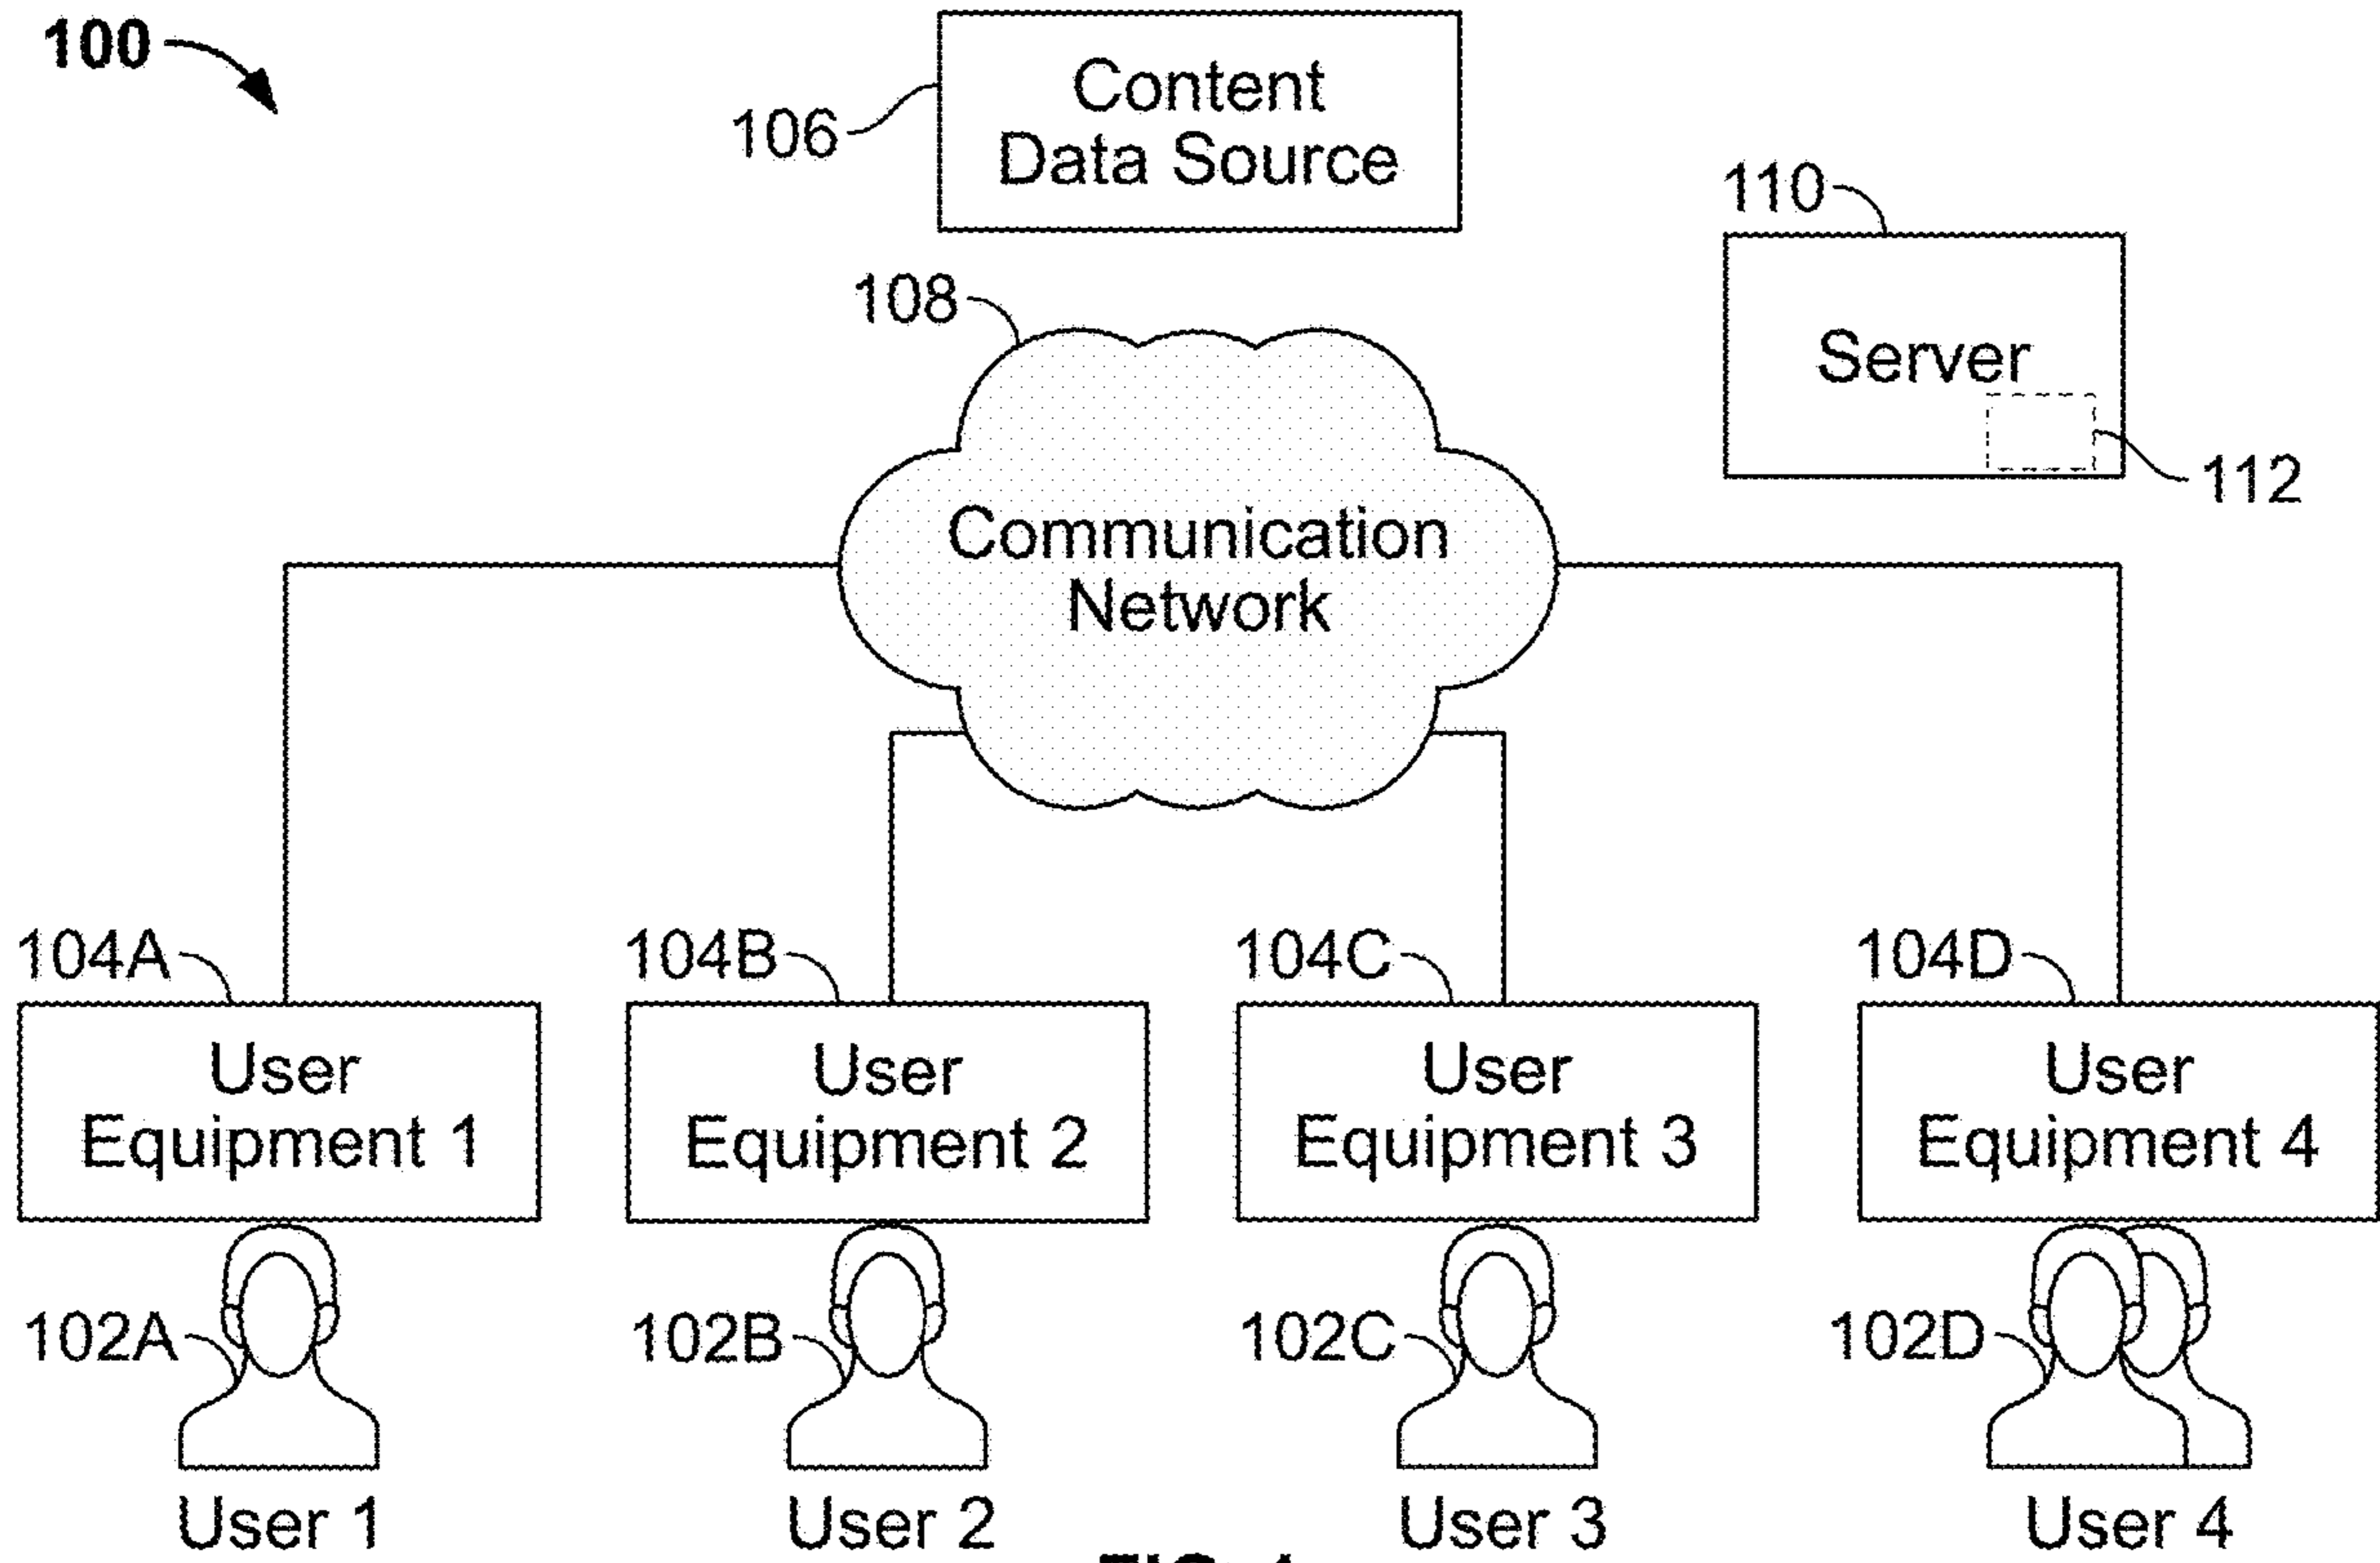 100
106
Content
Data Source
110
Server
112
108
Communication
Network
104A
104B
104C
104D
User
Equipment 1
User
Equipment 2
User
Equipment 3
User
Equipment 4
102A
102B
102C
102D
User 1
User 2
User 3
User 4